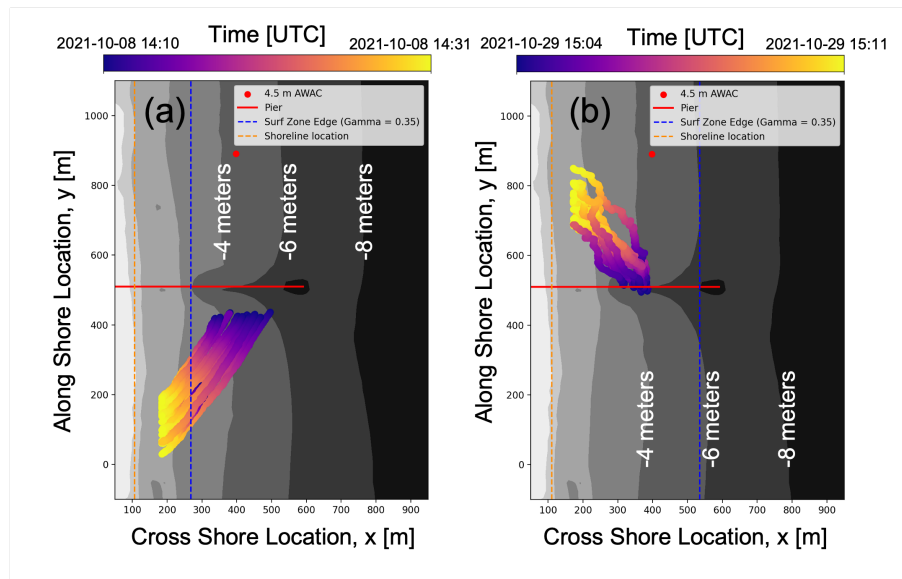 Time [UTC]
2021-10-08 14:10
2021-10-08 14:31
(a)
4.5 m AWAC
Pier
Surf Zone Edge (Gamma = 0.35)
Shoreline location
-4 meters
-6 meters
-8 meters
1000
800
600
400
200
0
Along Shore Location, y [m]
100 200 300 400 500 600 700 800 900
Cross Shore Location, x [m]
Time [UTC]
2021-10-29 15:04
2021-10-29 15:11
(b)
4.5 m AWAC
Pier
Surf Zone Edge (Gamma = 0.35)
Shoreline location
-4 meters
-6 meters
-8 meters
1000
800
600
400
200
0
Along Shore Location, y [m]
100 200 300 400 500 600 700 800 900
Cross Shore Location, x [m]